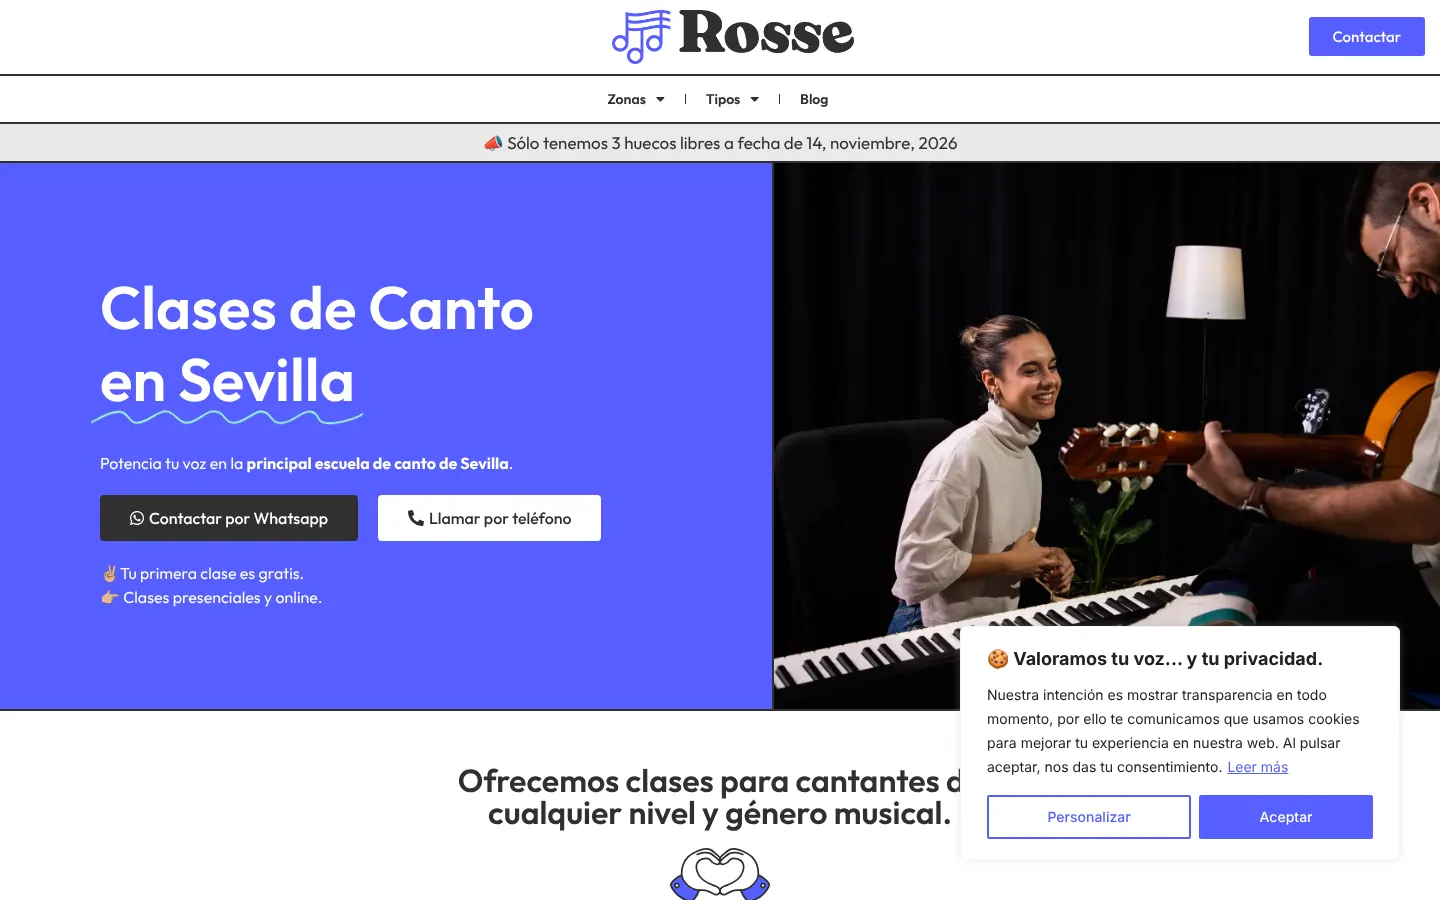 Rosse
Contactar
Zonas
Tipos
Blog
📣 Sólo tenemos 3 huecos libres a fecha de 14, noviembre, 2026
Clases de Canto
en Sevilla
Potencia tu voz en la principal escuela de canto de Sevilla.
Contactar por Whatsapp
Llamar por teléfono
✌🏼Tu primera clase es gratis.
👉🏼 Clases presenciales y online.
🍪 Valoramos tu voz... y tu privacidad.
Nuestra intención es mostrar transparencia en todo
momento, por ello te comunicamos que usamos cookies
para mejorar tu experiencia en nuestra web. Al pulsar
aceptar, nos das tu consentimiento. Leer más
Personalizar
Aceptar
Ofrecemos clases para cantantes
cualquier nivel y género musical.